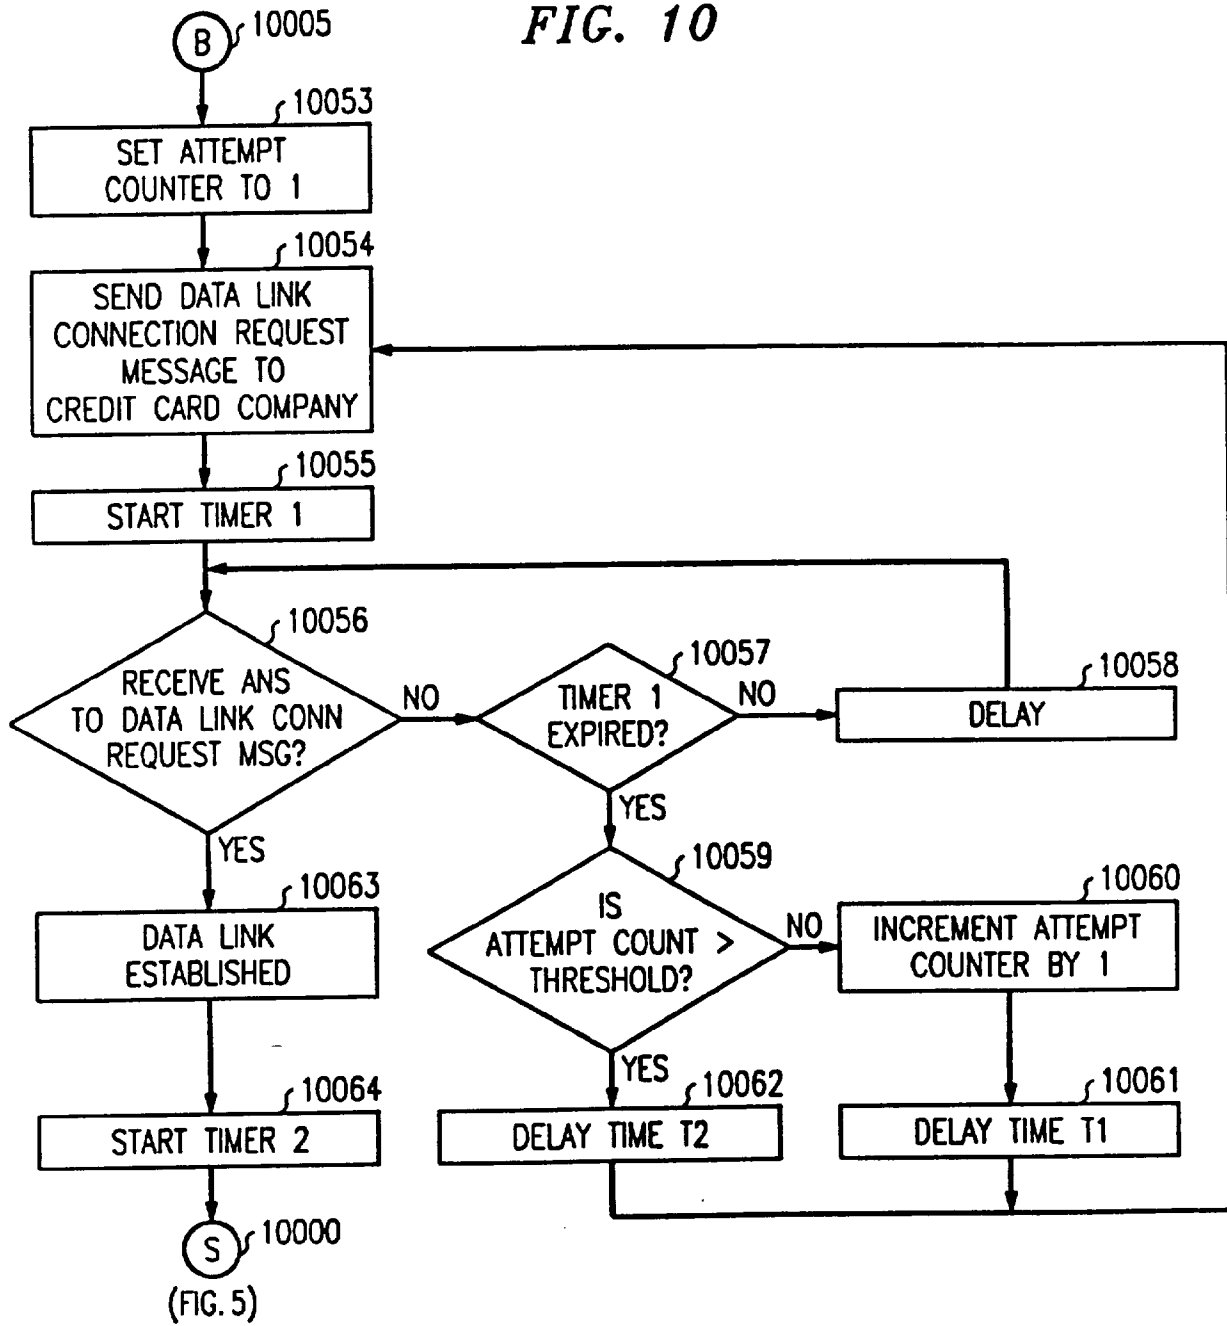 FIG. 10
B
10005
10053
SET ATTEMPT
COUNTER TO 1
10054
SEND DATA LINK
CONNECTION REQUEST
MESSAGE TO
CREDIT CARD COMPANY
10055
START TIMER 1
10056
RECEIVE ANS
TO DATA LINK CONN
REQUEST MSG?
NO
10057
TIMER 1
EXPIRED?
NO
10058
DELAY
YES
10059
IS
ATTEMPT COUNT >
THRESHOLD?
NO
10060
INCREMENT ATTEMPT
COUNTER BY 1
YES
10063
DATA LINK
ESTABLISHED
YES
10062
DELAY TIME T2
10061
DELAY TIME T1
10064
START TIMER 2
S
10000
(FIG. 5)